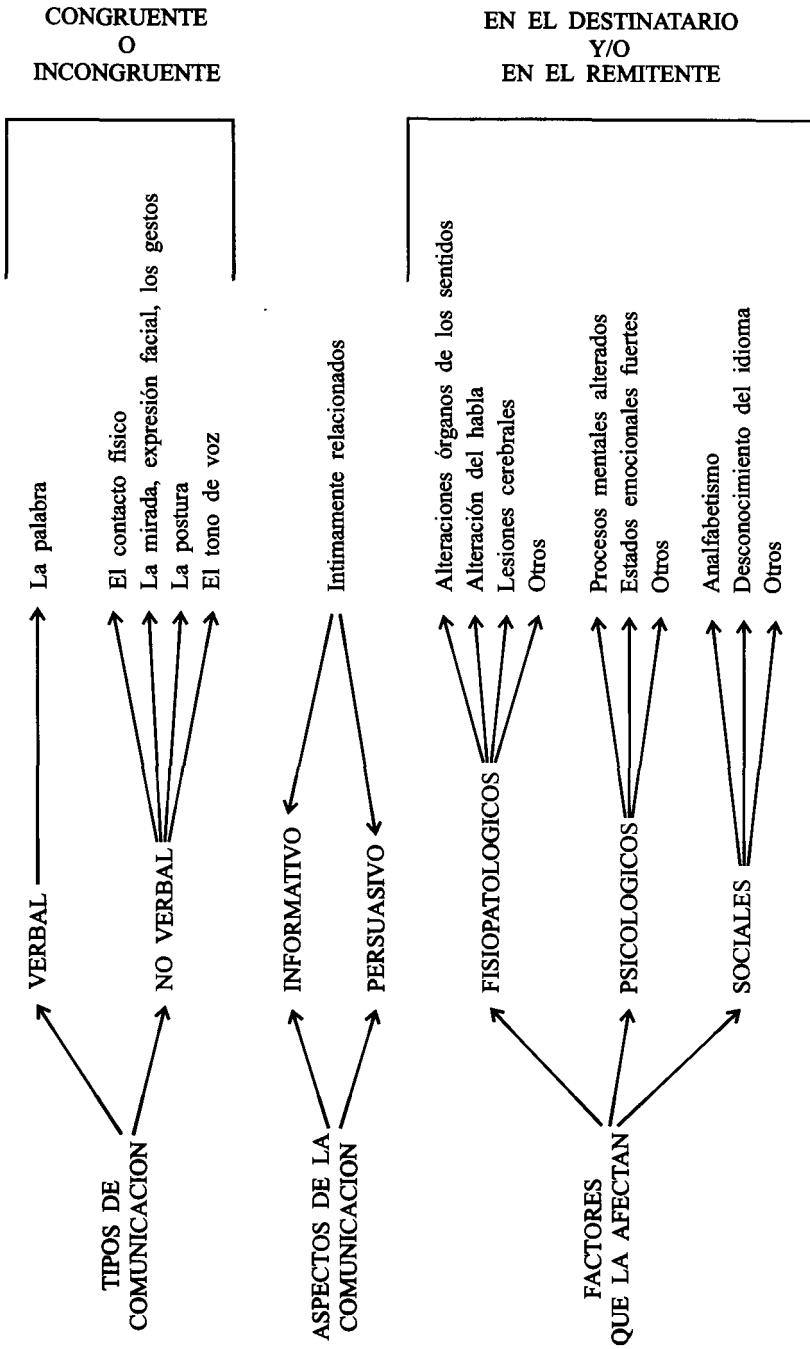 TIPOS DE
COMUNICACION
VERBAL
La palabra
NO VERBAL
El contacto físico
La mirada, expresión facial, los gestos
La postura
El tono de voz
CONGRUENTE
O
INCONGRUENTE
ASPECTOS DE LA
COMUNICACION
INFORMATIVO
PERSUASIVO
Intimamente relacionados
FACTORES
QUE LA AFECTAN
FISIOPATOLOGICOS
Alteraciones órganos de los sentidos
Alteración del habla
Lesiones cerebrales
Otros
PSICOLOGICOS
Procesos mentales alterados
Estados emocionales fuertes
Otros
SOCIALES
Analfabetismo
Desconocimiento del idioma
Otros
EN EL DESTINATARIO
Y/O
EN EL REMITENTE